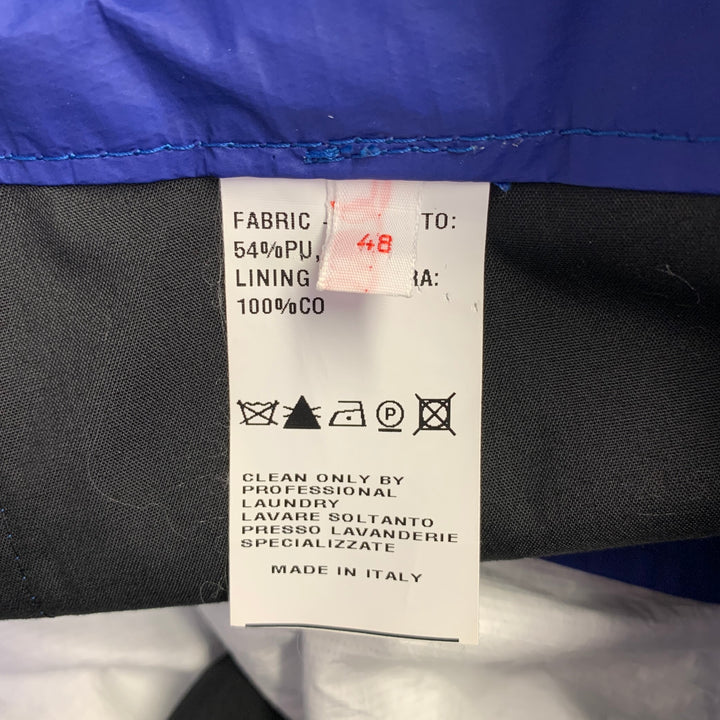 FABRIC - TO:
48
54%PU,
LINING RA:
100%CO
P
CLEAN ONLY BY
PROFESSIONAL
LAUNDRY
LAVARE SOLTANTO
PRESSO LAVANDERIE
SPECIALIZZATE
MADE IN ITALY